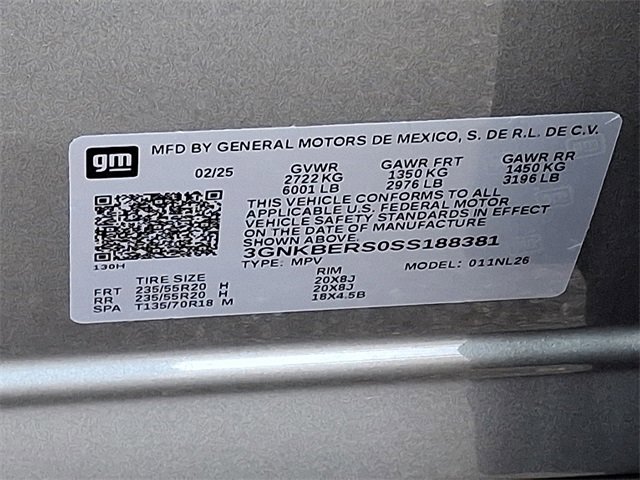 gm
MFD BY GENERAL MOTORS DE MEXICO, S. DE R.L. DE C.V.
02/25 GVWR GAWR FRT GAWR RR
2722 KG 1350 KG 1450 KG
6001 LB 2976 LB 3196 LB
THIS VEHICLE CONFORMS TO ALL
APPLICABLE U.S. FEDERAL MOTOR
VEHICLE SAFETY STANDARDS IN EFFECT
ON THE DATE OF MANUFACTURE
SHOWN ABOVE.
3GNKBERS0SS188381
130H TYPE: MPV MODEL: 011NL26
TIRE SIZE RIM
FRT 235/55R20 H 20X8J
RR 235/55R20 H 20X8J
SPA T135/70R18 M 18X4.5B